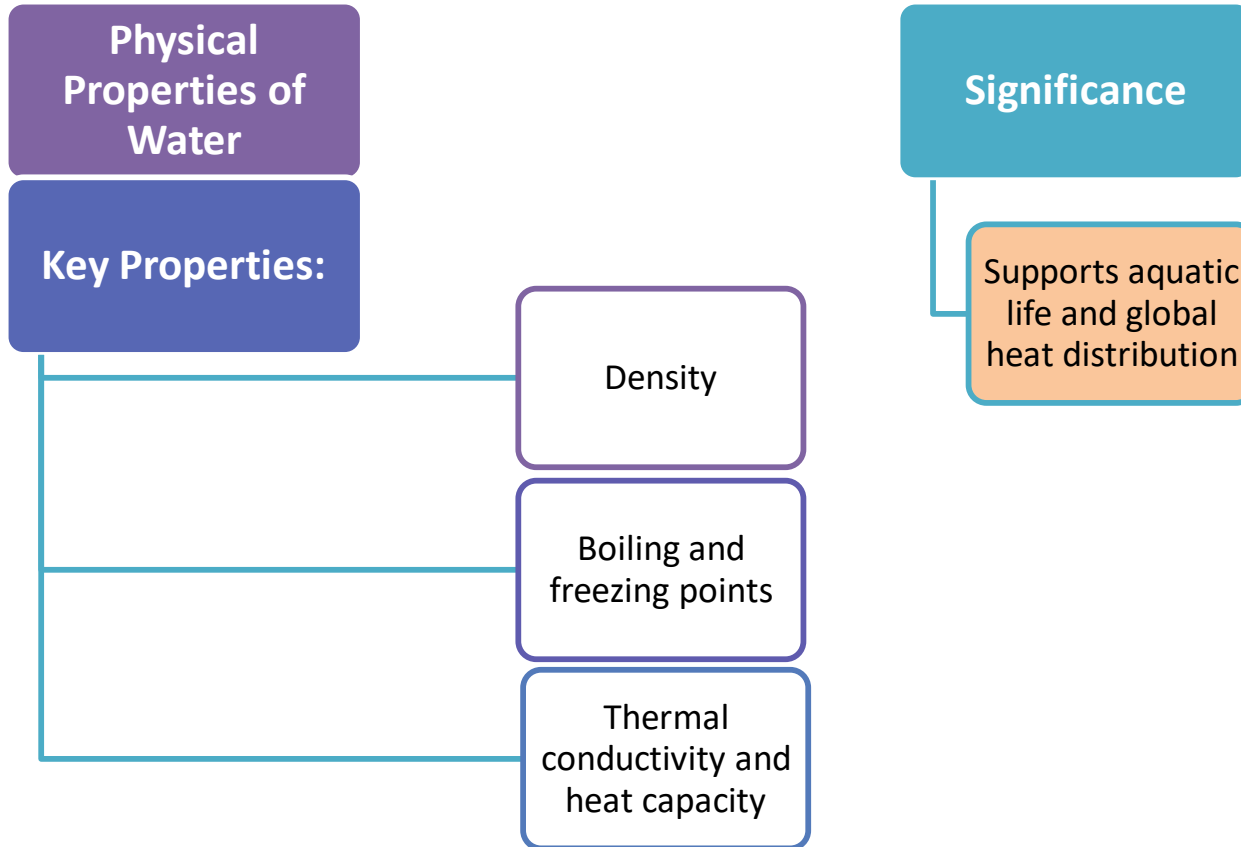 Physical
Properties of
Water
Key Properties:
Density
Boiling and
freezing points
Thermal
conductivity and
heat capacity
Significance
Supports aquatic
life and global
heat distribution